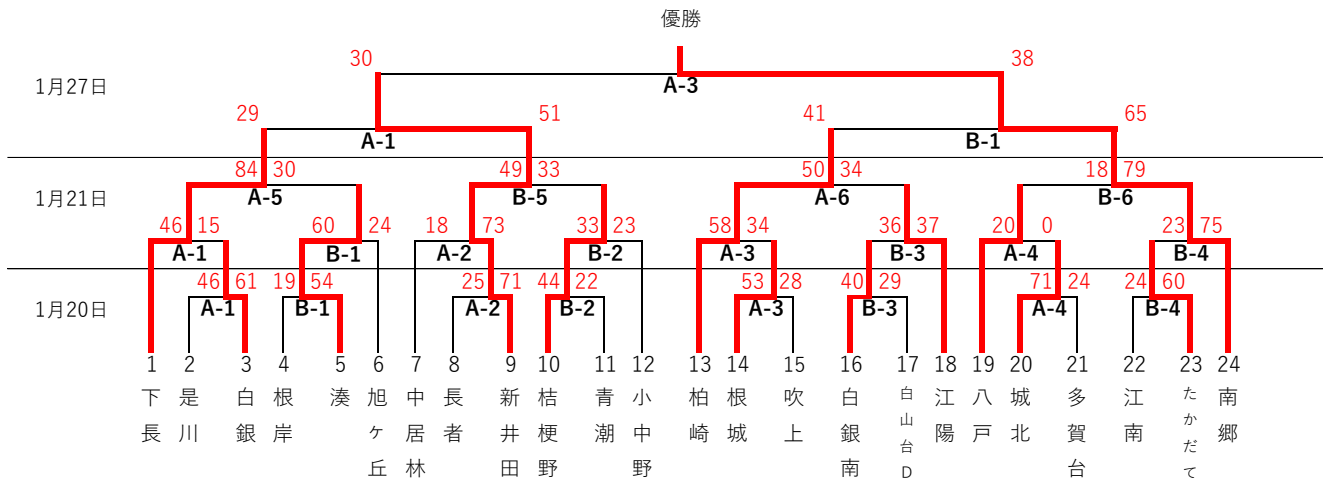 優勝
30 38
1月27日
A-3
29 51 41 65
A-1 B-1
84 30 49 33 50 34 18 79
1月21日
A-5 B-5 A-6 B-6
46 15 60 24 18 73 33 23 58 34 36 37 20 0 23 75
A-1 B-1 A-2 B-2 A-3 B-3 A-4 B-4
46 61 19 54 25 71 44 22 53 28 40 29 71 24 24 60
1月20日
A-1 B-1 A-2 B-2 A-3 B-3 A-4 B-4
1 2 3 4 5 6 7 8 9 10 11 12 13 14 15 16 17 18 19 20 21 22 23 24
下長
是川
白銀
根岸
湊
旭ヶ丘
中居林
長者
新井田
桔梗野
青潮
小中野
柏崎
根城
吹上
白銀南
白山台D
江陽
八戸
城北
多賀台
江南
たかだて
南郷